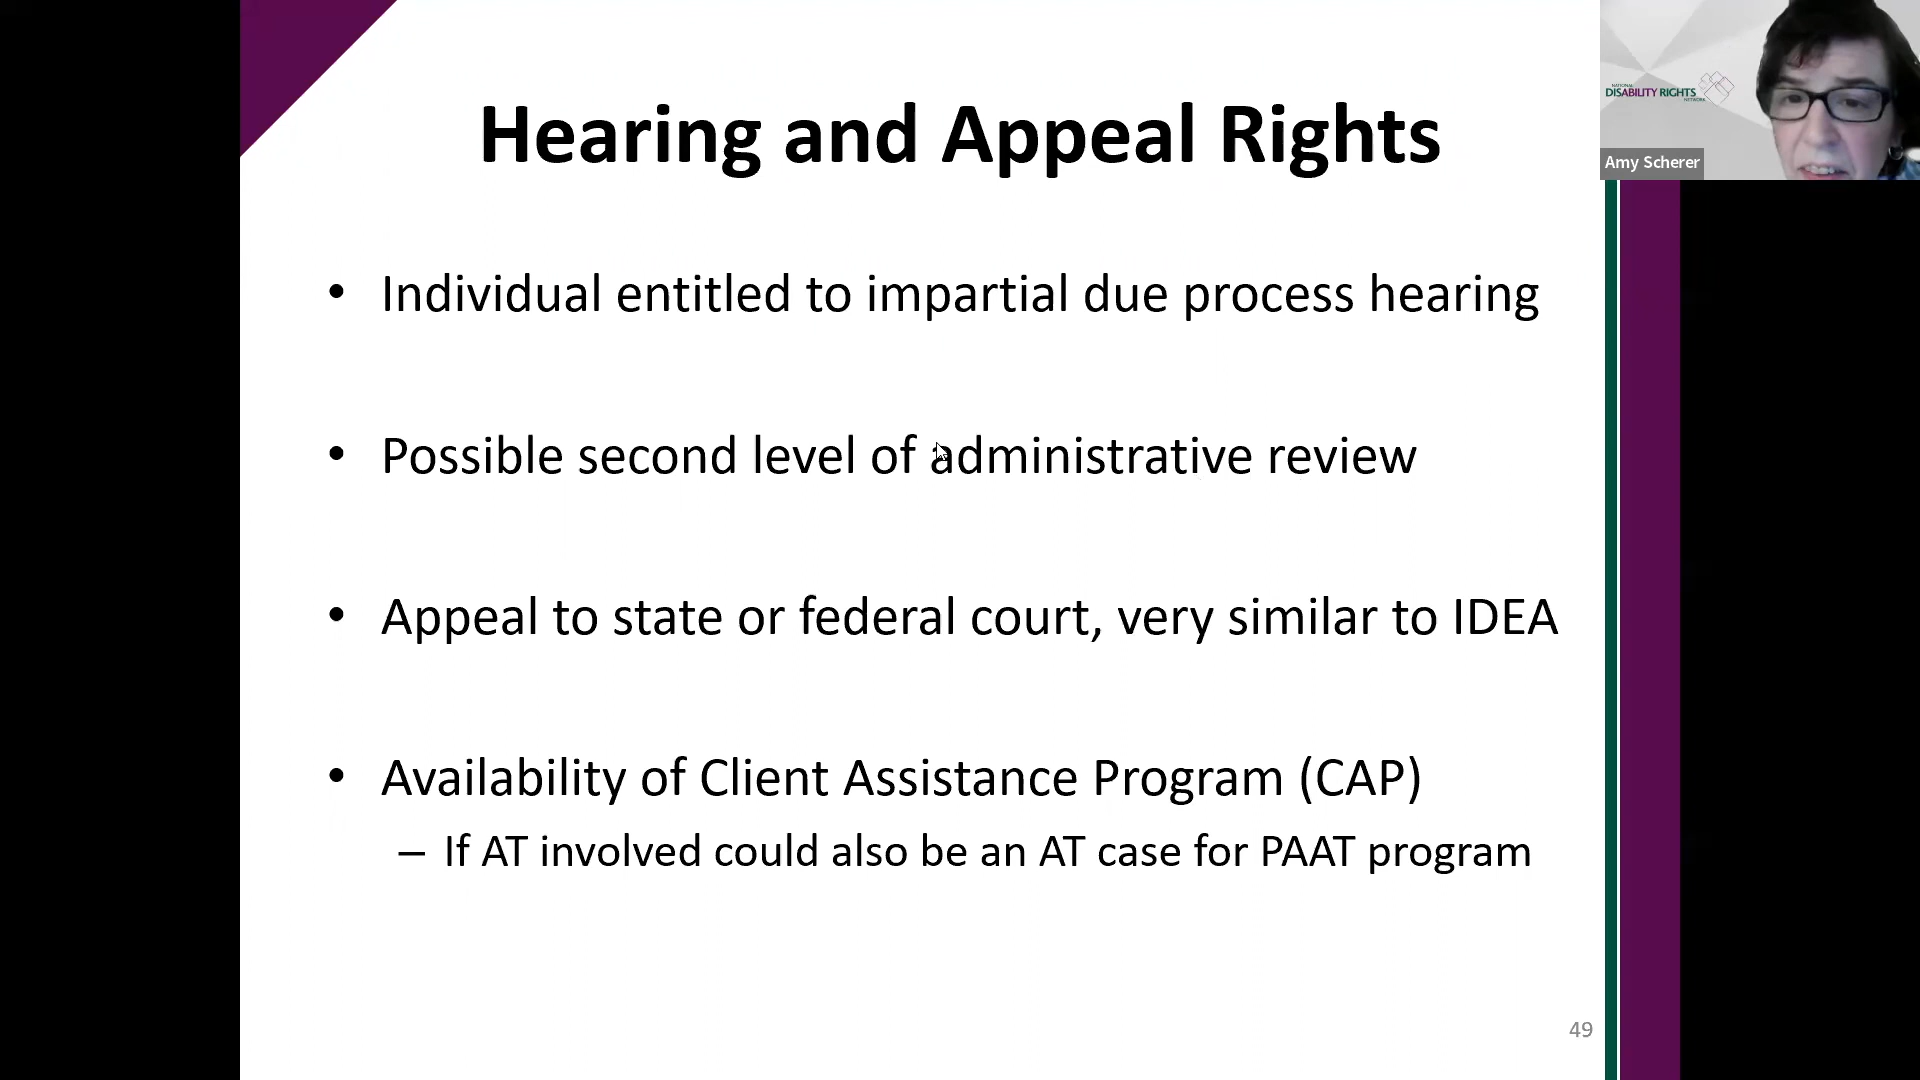 Hearing and Appeal Rights
NATIONAL
DISABILITY RIGHTS
NETWORK
Amy Scherer
• Individual entitled to impartial due process hearing
• Possible second level of administrative review
• Appeal to state or federal court, very similar to IDEA
• Availability of Client Assistance Program (CAP)
– If AT involved could also be an AT case for PAAT program
49